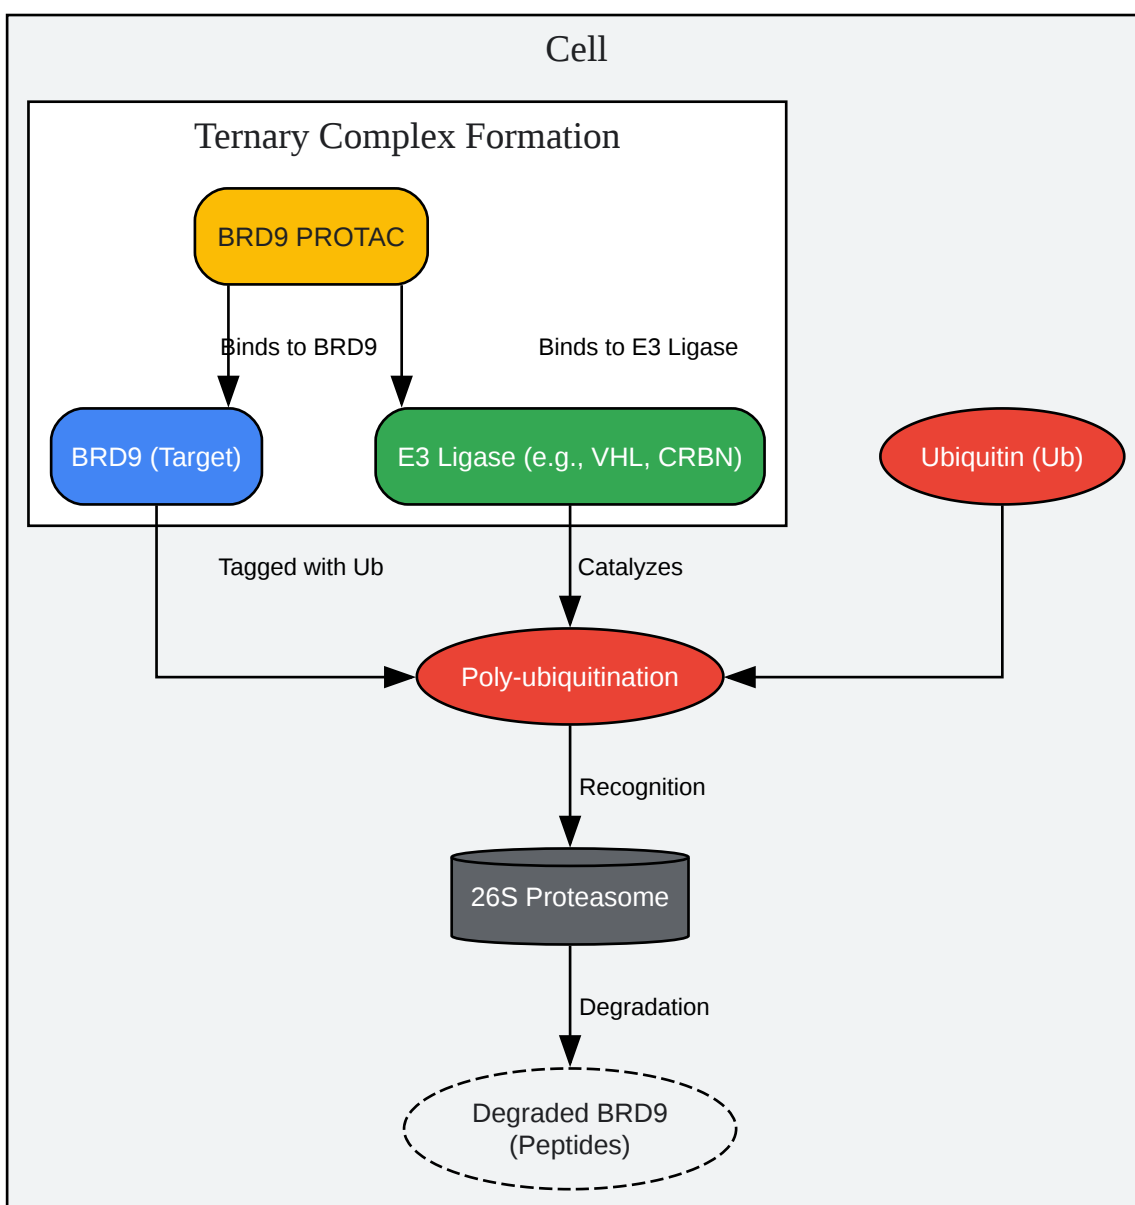 Cell
Ternary Complex Formation
BRD9 PROTAC
Binds to BRD9
Binds to E3 Ligase
BRD9 (Target)
E3 Ligase (e.g., VHL, CRBN)
Ubiquitin (Ub)
Tagged with Ub
Catalyzes
Poly-ubiquitination
Recognition
26S Proteasome
Degradation
Degraded BRD9
(Peptides)